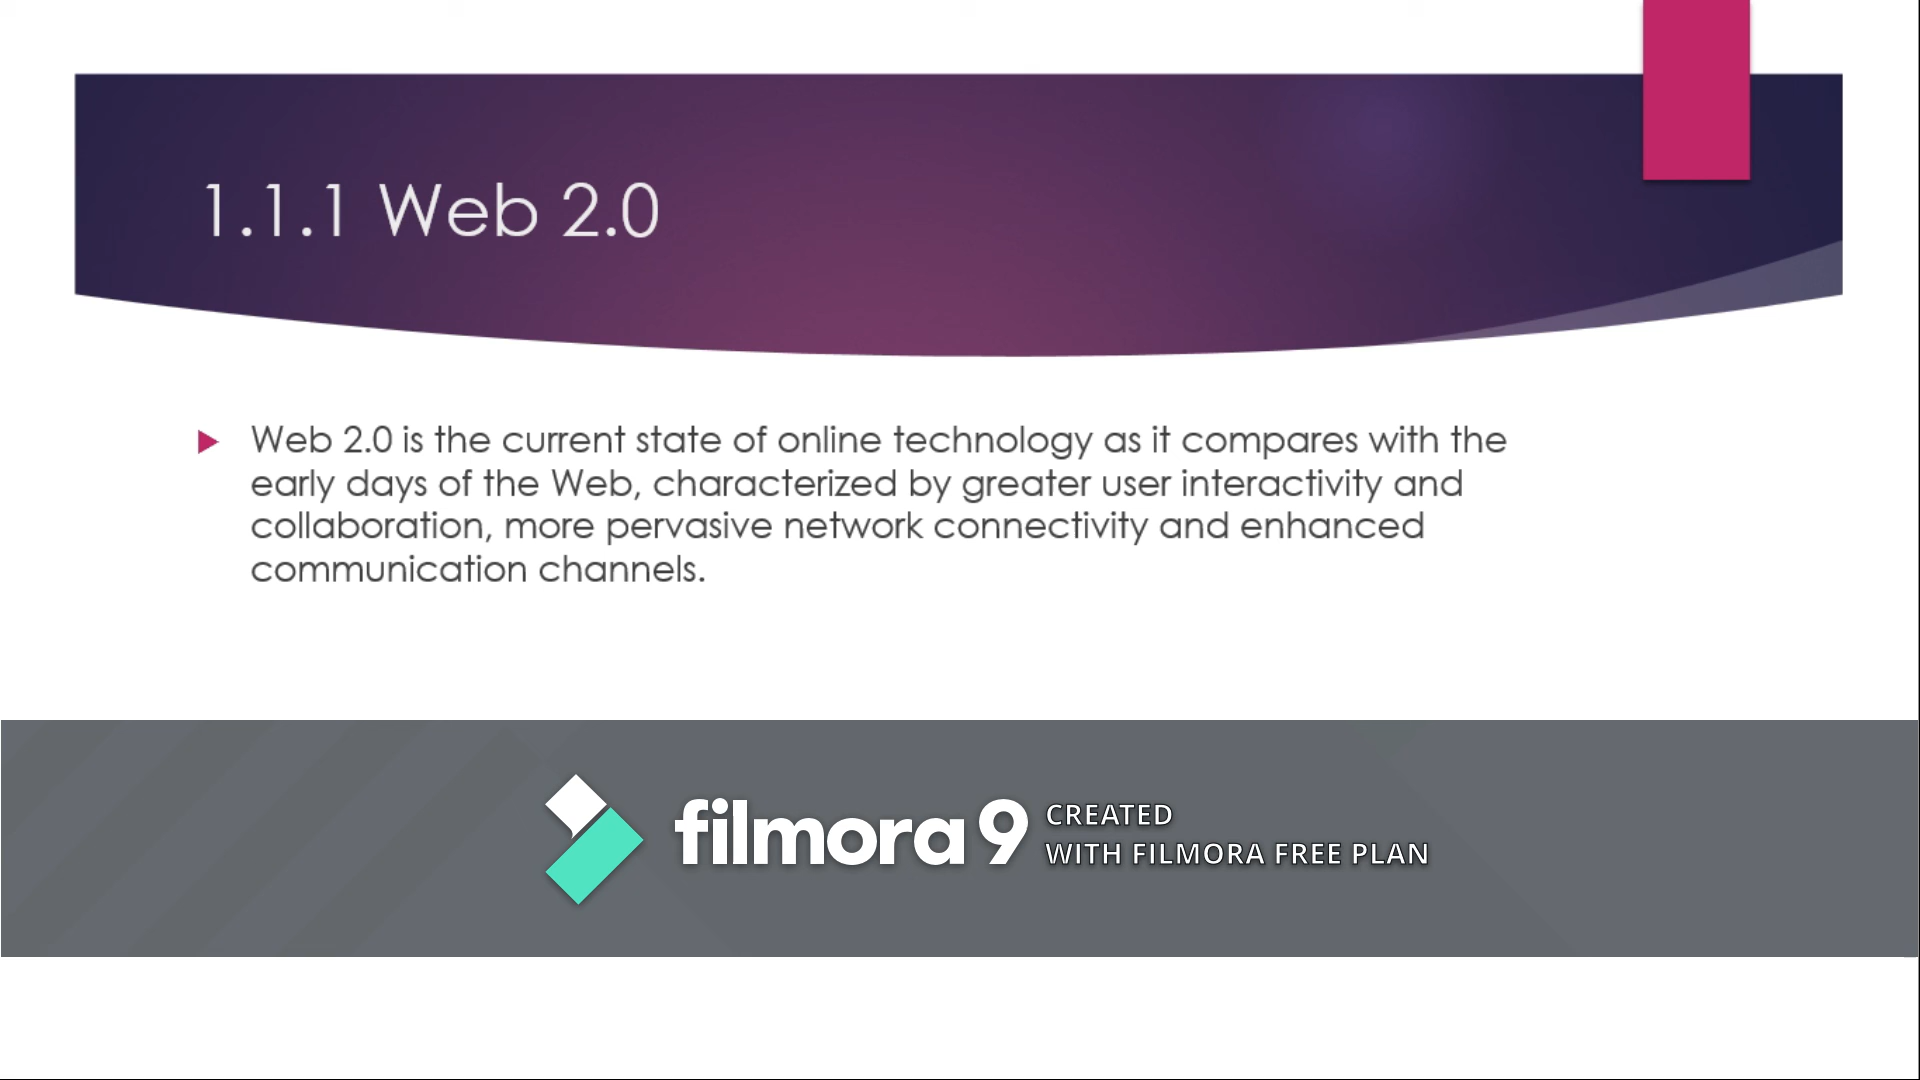 1.1.1 Web 2.0
Web 2.0 is the current state of online technology as it compares with the
early days of the Web, characterized by greater user interactivity and
collaboration, more pervasive network connectivity and enhanced
communication channels.
filmora 9 CREATED
WITH FILMORA FREE PLAN